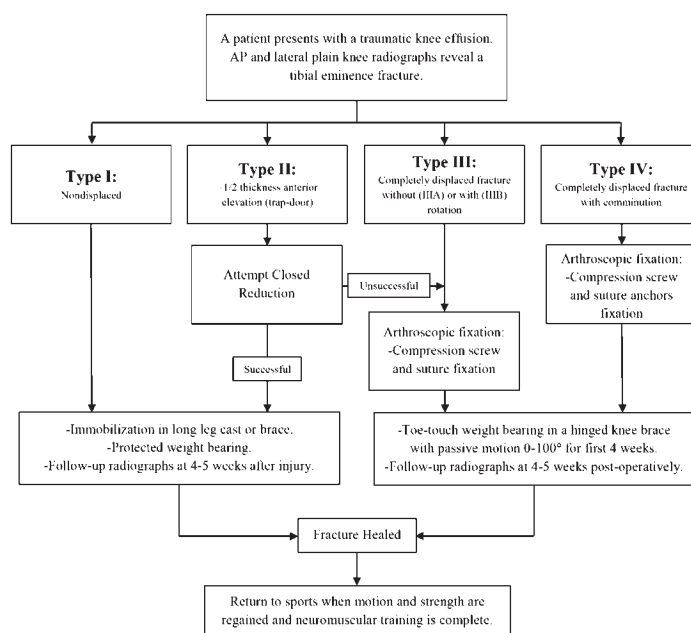 A patient presents with a traumatic knee effusion.
AP and lateral plain knee radiographs reveal a
tibial eminence fracture.
Type I:
Nondisplaced
Type II:
-1/2 thickness anterior
elevation (trap-door)
Type III:
Completely displaced fracture
without (IIIA) or with (IIIB)
rotation
Type IV:
Completely displaced fracture
with comminution
Attempt Closed
Reduction
Unsuccessful
Arthroscopic fixation:
-Compression screw
and suture anchors
fixation
Arthroscopic fixation:
-Compression screw
and suture fixation
Successful
-Immobilization in long leg cast or brace.
-Protected weight bearing.
-Follow-up radiographs at 4-5 weeks after injury.
-Toe-touch weight bearing in a hinged knee brace
with passive motion 0-100° for first 4 weeks.
-Follow-up radiographs at 4-5 weeks post-operatively.
Fracture Healed
Return to sports when motion and strength are
regained and neuromuscular training is complete.